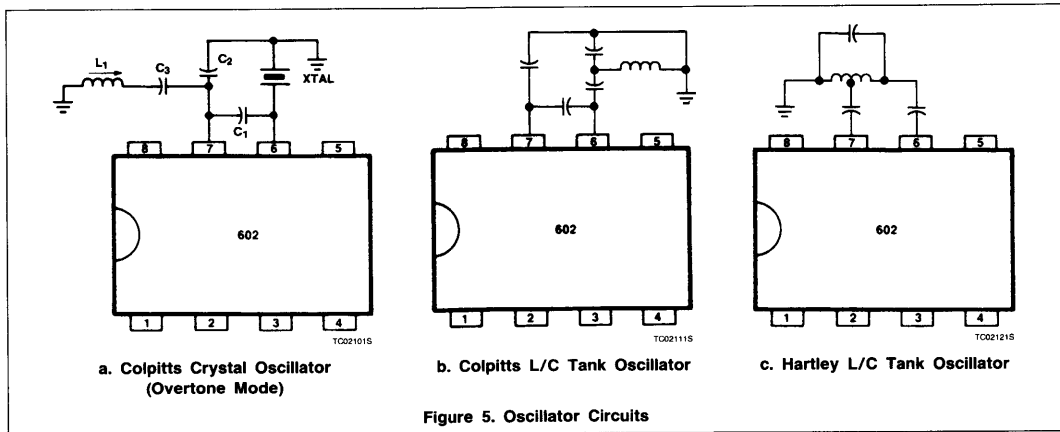 L₁ C₃ C₂ XTAL C₁
8 7 6 5
602
1 2 3 4
TC02101S
a. Colpitts Crystal Oscillator
(Overtone Mode)
8 7 6 5
602
1 2 3 4
TC02111S
b. Colpitts L/C Tank Oscillator
8 7 6 5
602
1 2 3 4
TC02121S
c. Hartley L/C Tank Oscillator
Figure 5. Oscillator Circuits